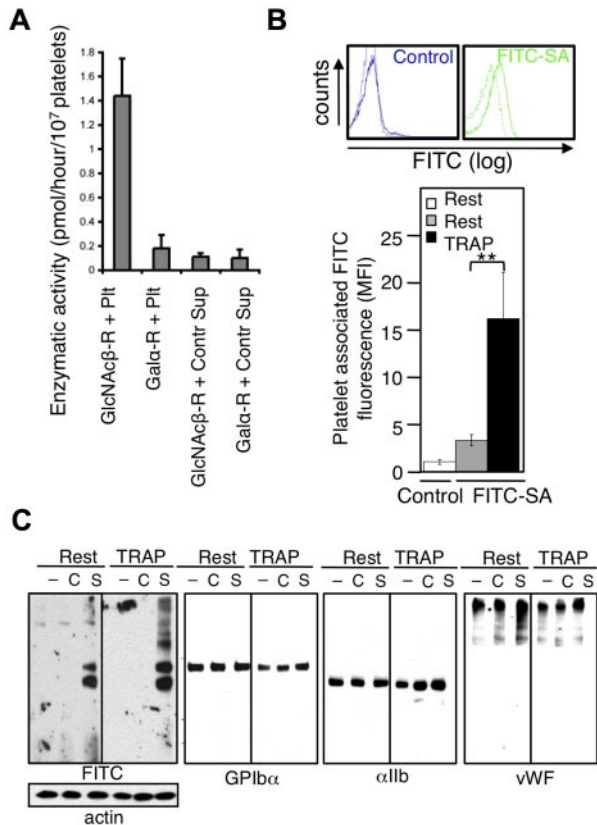 A
Enzymatic activity (pmol/hour/10⁷ platelets)
1.8
1.6
1.4
1.2
1
0.8
0.6
0.4
0.2
0
GlcNAcβ-R + Plt
Galα-R + Plt
GlcNAcβ-R + Contr Sup
Galα-R + Contr Sup
B
counts
Control
FITC-SA
FITC (log)
Platelet associated FITC
fluorescence (MFI)
Rest
Rest
TRAP
**
25
20
15
10
5
0
Control FITC-SA
C
Rest TRAP Rest TRAP Rest TRAP Rest TRAP
– C S – C S – C S – C S – C S – C S – C S – C S
FITC GPIbα αIIb vWF
actin